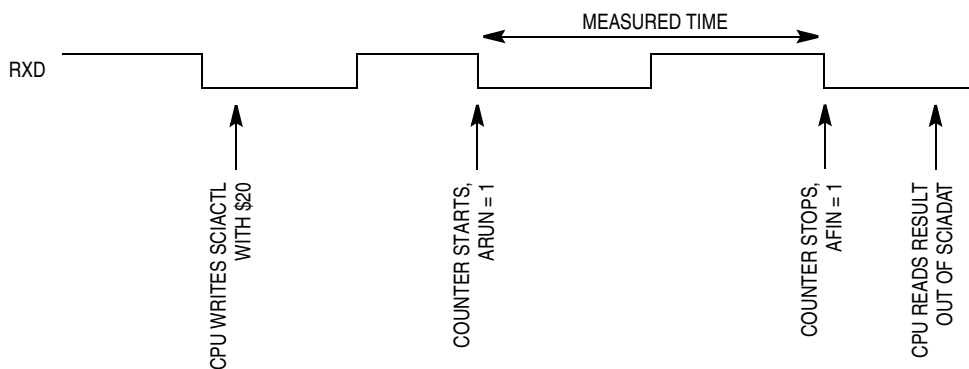 MEASURED TIME
RXD
CPU WRITES SCIACTL
WITH $20
COUNTER STARTS,
ARUN = 1
COUNTER STOPS,
AFIN = 1
CPU READS RESULT
OUT OF SCIADAT